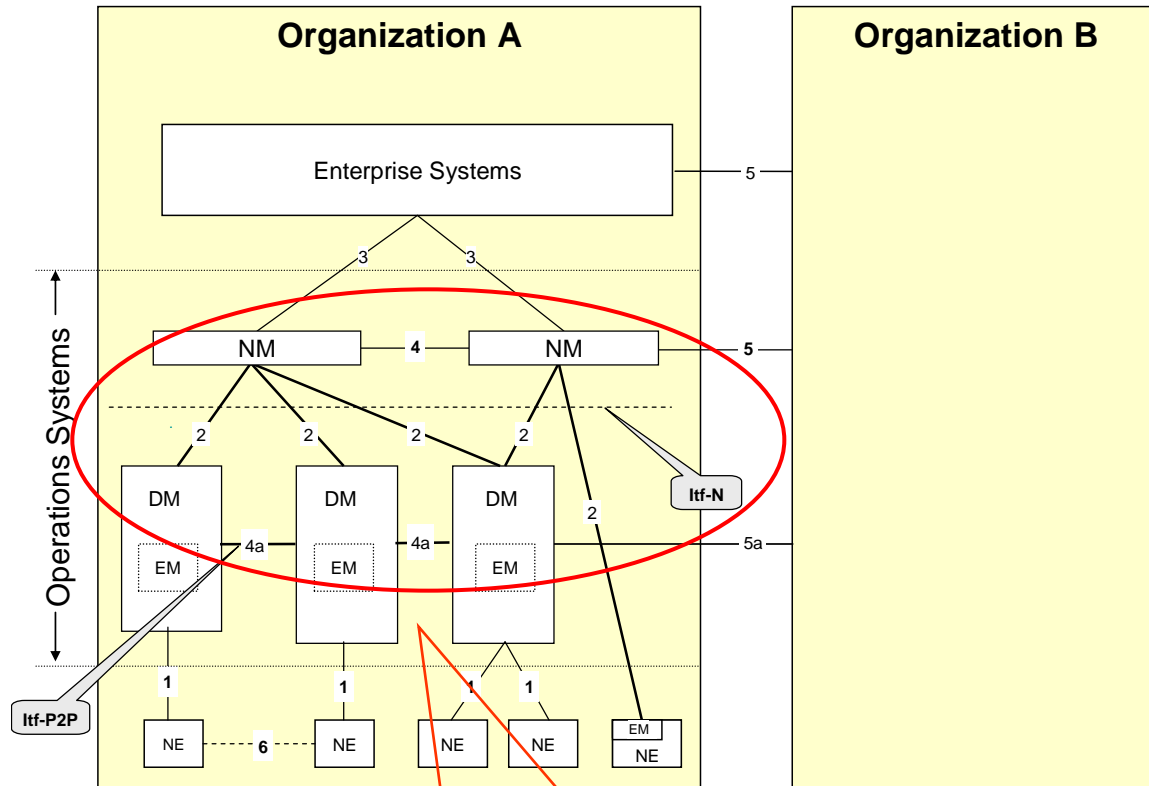 Organization A
Organization B
Enterprise Systems
5
3
3
Operations Systems
NM
4
NM
5
2
2
2
2
Itf-N
DM
DM
DM
2
4a
4a
5a
EM
EM
EM
1
1
1
1
Itf-P2P
NE
6
NE
NE
NE
EM
NE